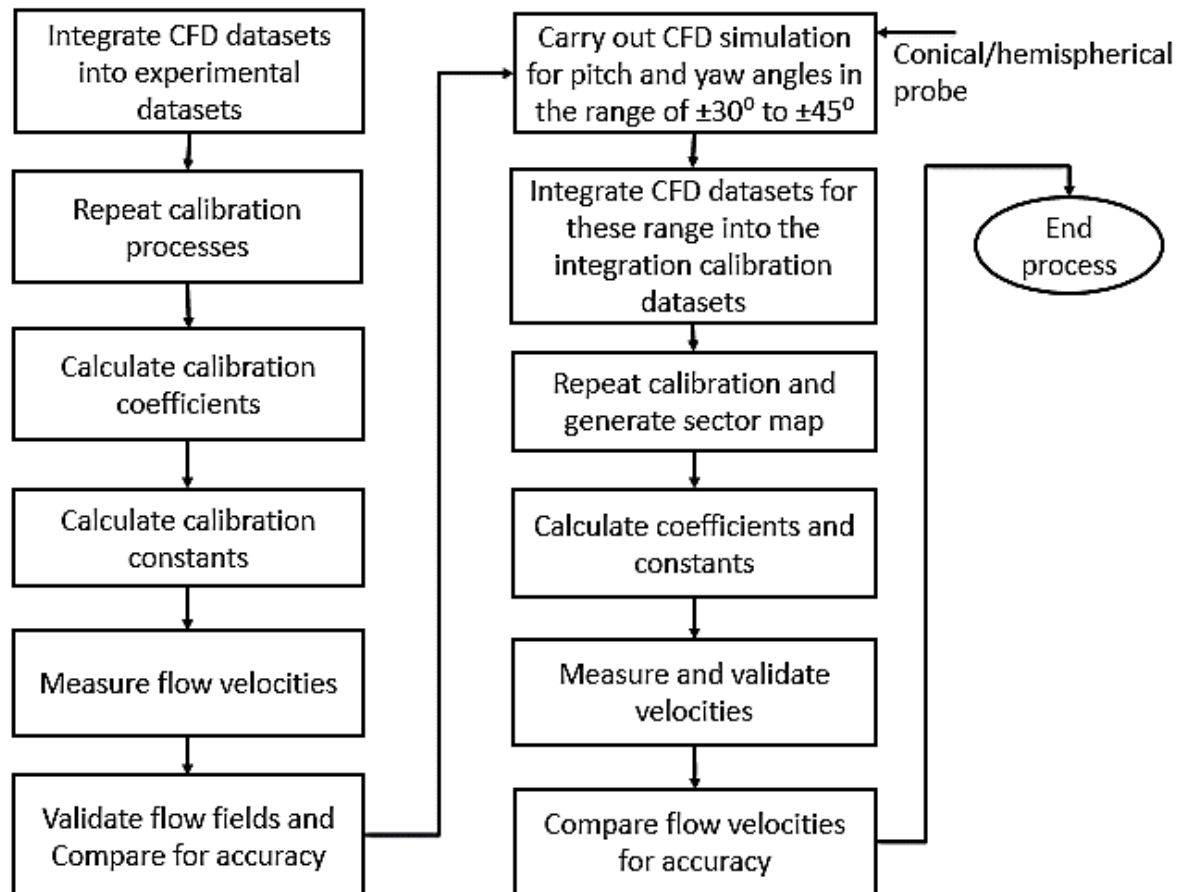 Integrate CFD datasets
into experimental
datasets
Repeat calibration
processes
Calculate calibration
coefficients
Calculate calibration
constants
Measure flow velocities
Validate flow fields and
Compare for accuracy
Carry out CFD simulation
for pitch and yaw angles in
the range of ±30⁰ to ±45⁰
Conical/hemispherical
probe
Integrate CFD datasets for
these range into the
integration calibration
datasets
Repeat calibration and
generate sector map
Calculate coefficients and
constants
Measure and validate
velocities
Compare flow velocities
for accuracy
End
process